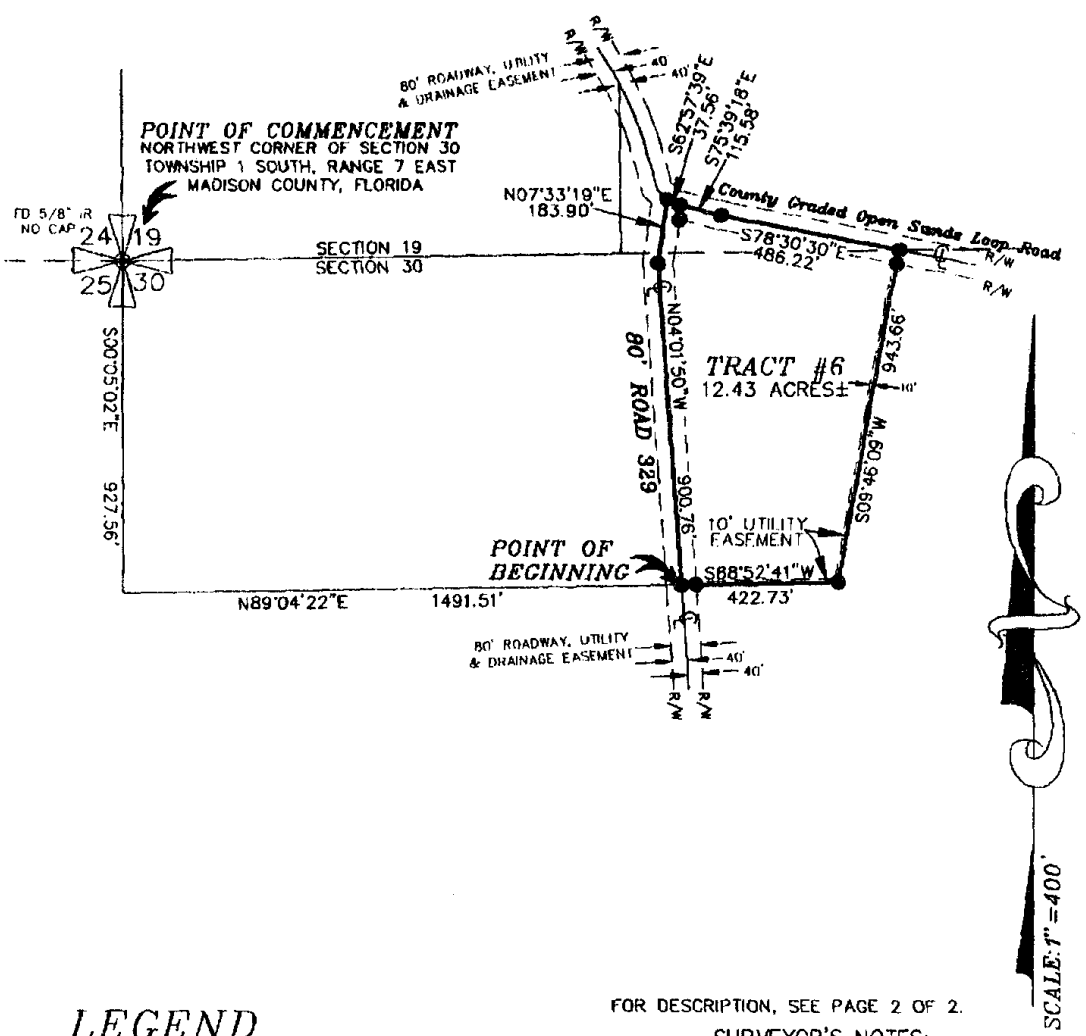 R/W
R/W
80' ROADWAY, UTILITY
& DRAINAGE EASEMENT
40'
40'
S62°57'39"E
37.56'
S75°39'18"E
115.58'
POINT OF COMMENCEMENT
NORTHWEST CORNER OF SECTION 30
TOWNSHIP 1 SOUTH, RANGE 7 EAST
MADISON COUNTY, FLORIDA
N07°33'19"E
183.90'
County Graded Open Sands Loop Road
FD 5/8" IR
NO CAP
24 19
25 30
SECTION 19
SECTION 30
S78°30'30"E
486.22'
R/W
R/W
S00°05'02"E
927.56'
80' ROAD 329
N04°01'50"W
900.76'
TRACT #6
12.43 ACRES±
943.66'
10'
S09°46'09"W
10' UTILITY
EASEMENT
POINT OF
BEGINNING
S88°52'41"W
422.73'
N89°04'22"E
1491.51'
80' ROADWAY, UTILITY
& DRAINAGE EASEMENT
40'
40'
R/W
R/W
SCALE:1"=400'
LEGEND
FOR DESCRIPTION, SEE PAGE 2 OF 2.
SURVEYOR'S NOTES: